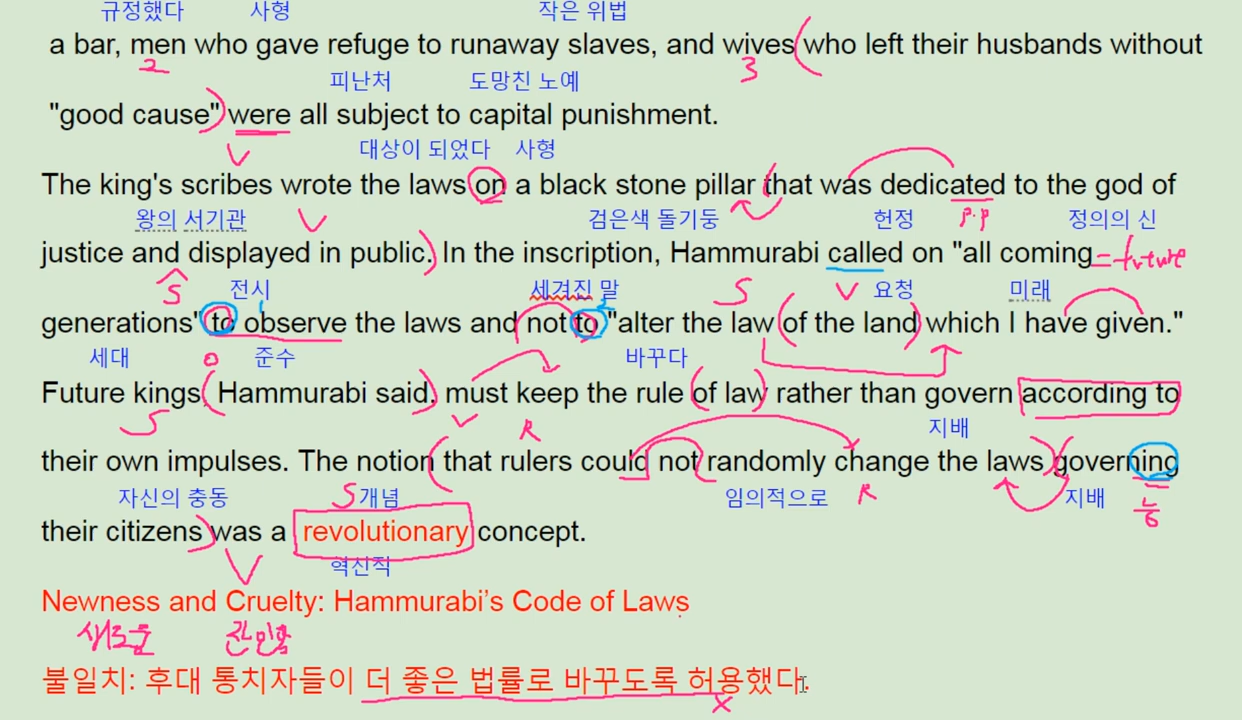 규정했다 사형 작은 위법
a bar, men who gave refuge to runaway slaves, and wives who left their husbands without
2 3
피난처 도망친 노예
"good cause" were all subject to capital punishment.
V 대상이 되었다 사형
The king's scribes wrote the laws on a black stone pillar that was dedicated to the god of
왕의 서기관 V 검은색 돌기둥 헌정 p.p 정의의 신
justice and displayed in public. In the inscription, Hammurabi called on "all coming = future
S 전시 세겨진 말 S V 요청 미래
generations" to observe the laws and not to "alter the law of the land which I have given."
세대 o 준수 바꾸다
Future kings, Hammurabi said, must keep the rule of law rather than govern according to
S V R 지배
their own impulses. The notion that rulers could not randomly change the laws governing
자신의 충동 S 개념 임의적으로 R 지배 능
their citizens was a revolutionary concept.
V 혁신적
Newness and Cruelty: Hammurabi's Code of Laws
새로움 잔인함
불일치: 후대 통치자들이 더 좋은 법률로 바꾸도록 허용했다.
x